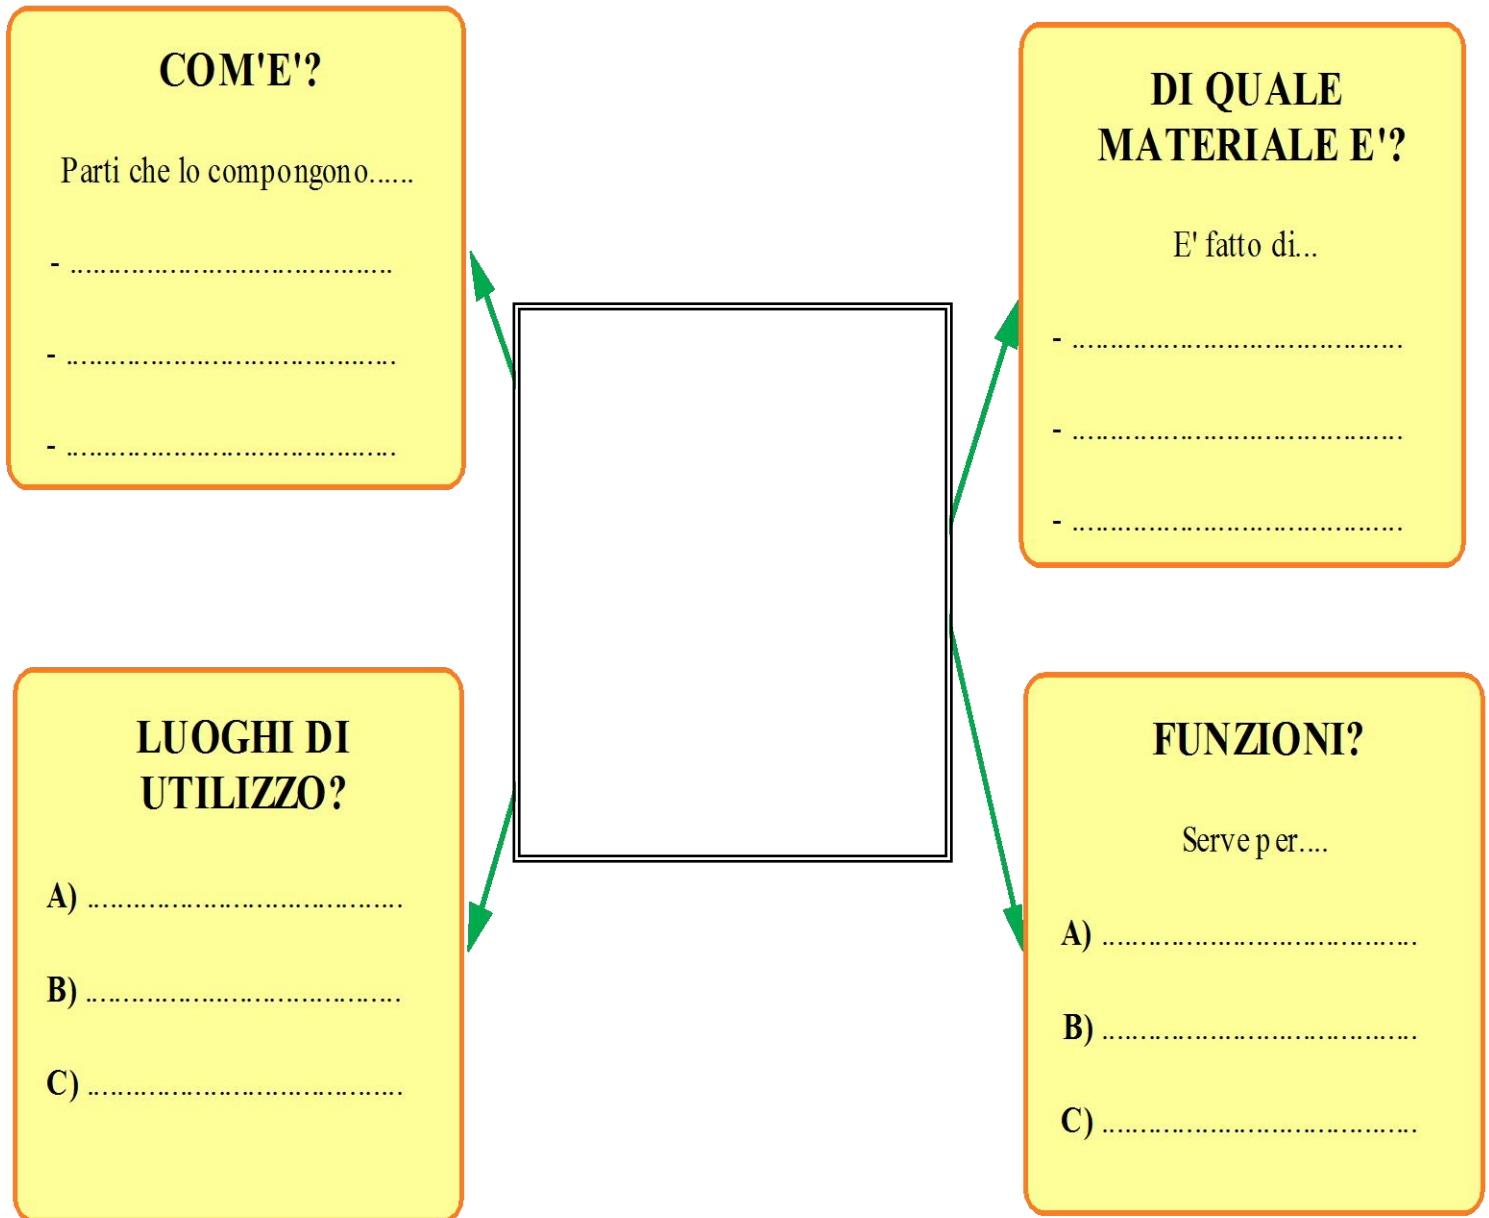 COM'E'?
Parti che lo compongono......
- ..........................................
- ...........................................
- ...........................................
DI QUALE
MATERIALE E'?
E' fatto di...
- ...........................................
- ...........................................
- ...........................................
LUOGHI DI
UTILIZZO?
A) .........................................
B) .........................................
C) .........................................
FUNZIONI?
Serve per....
A) .........................................
B) .........................................
C) .........................................